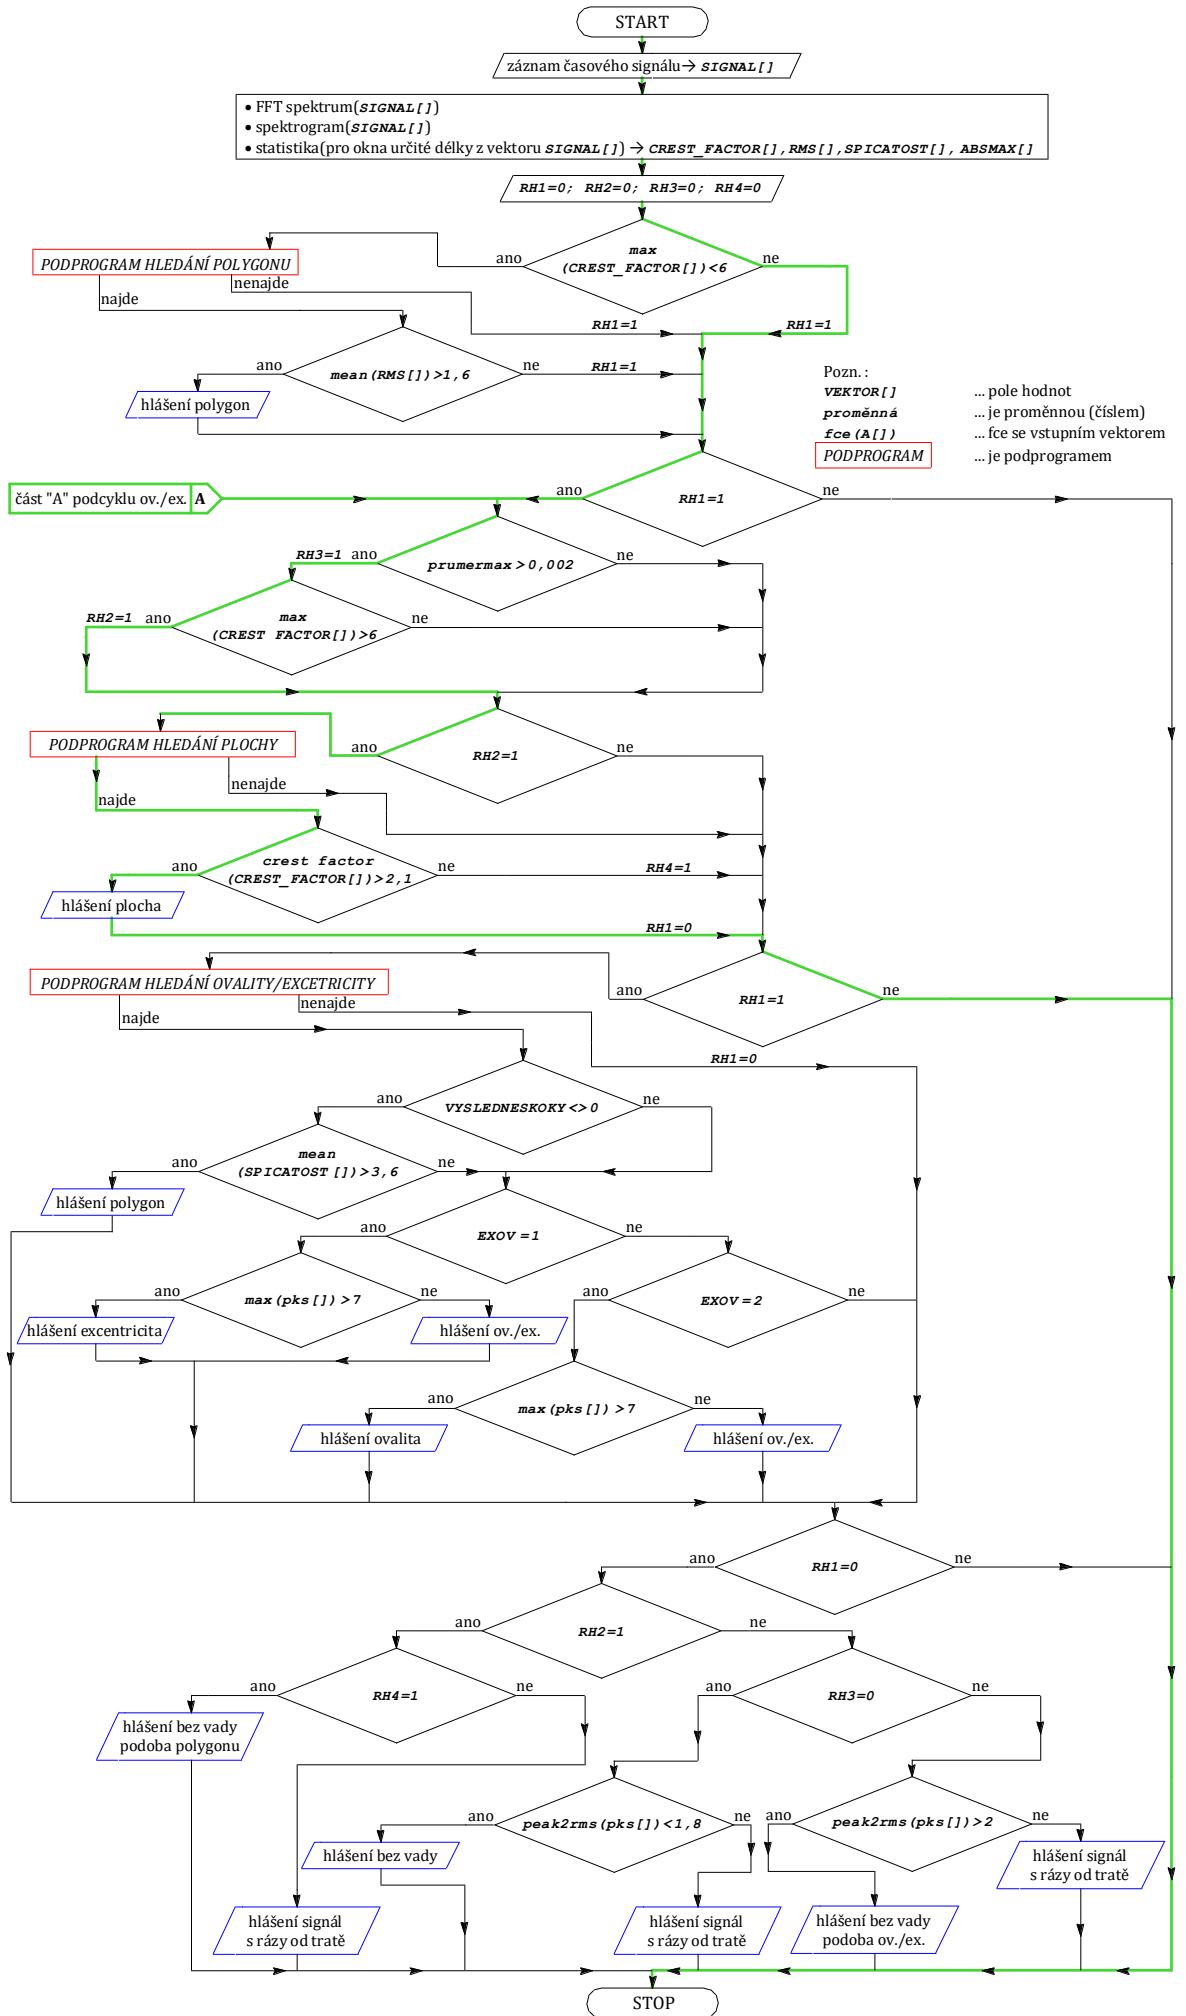 START
záznam časového signálu→ SIGNAL[]
• FFT spektrum(SIGNAL[])
• spektrogram(SIGNAL[])
• statistika(pro okna určité délky z vektoru SIGNAL[]) → CREST_FACTOR[],RMS[],SPICATOST[], ABSMAX[]
RH1=0; RH2=0; RH3=0; RH4=0
max
(CREST_FACTOR[])<6
ano
ne
PODPROGRAM HLEDÁNÍ POLYGONU
nenajde
najde
RH1=1
RH1=1
mean(RMS[])>1,6
ano
ne
RH1=1
hlášení polygon
Pozn. :
VEKTOR[] ... pole hodnot
proměnná ... je proměnnou (číslem)
fce(A[]) ... fce se vstupním vektorem
PODPROGRAM ... je podprogramem
část "A" podcyklu ov./ex. A
ano
RH1=1
ne
RH3=1 ano
prumermax>0,002
ne
RH2=1 ano
max
(CREST FACTOR[])>6
ne
PODPROGRAM HLEDÁNÍ PLOCHY
ano
RH2=1
ne
nenajde
najde
ano
crest factor
(CREST_FACTOR[])>2,1
ne
RH4=1
hlášení plocha
RH1=0
PODPROGRAM HLEDÁNÍ OVALITY/EXCETRICITY
ano
RH1=1
ne
nenajde
najde
RH1=0
ano
VYSLEDNESKOKY<>0
ne
ano
mean
(SPICATOST[])>3,6
ne
hlášení polygon
ano
EXOV=1
ne
ano
max(pks[])>7
ne
ano
EXOV=2
ne
hlášení excentricita
hlášení ov./ex.
ano
max(pks[])>7
ne
hlášení ovalita
hlášení ov./ex.
ano
RH1=0
ne
ano
RH2=1
ne
ano
RH4=1
ne
ano
RH3=0
ne
hlášení bez vady
podoba polygonu
ano
peak2rms(pks[])<1,8
ne
ano
peak2rms(pks[])>2
ne
hlášení bez vady
hlášení signál
s rázy od tratě
hlášení signál
s rázy od tratě
hlášení signál
s rázy od tratě
hlášení bez vady
podoba ov./ex.
STOP